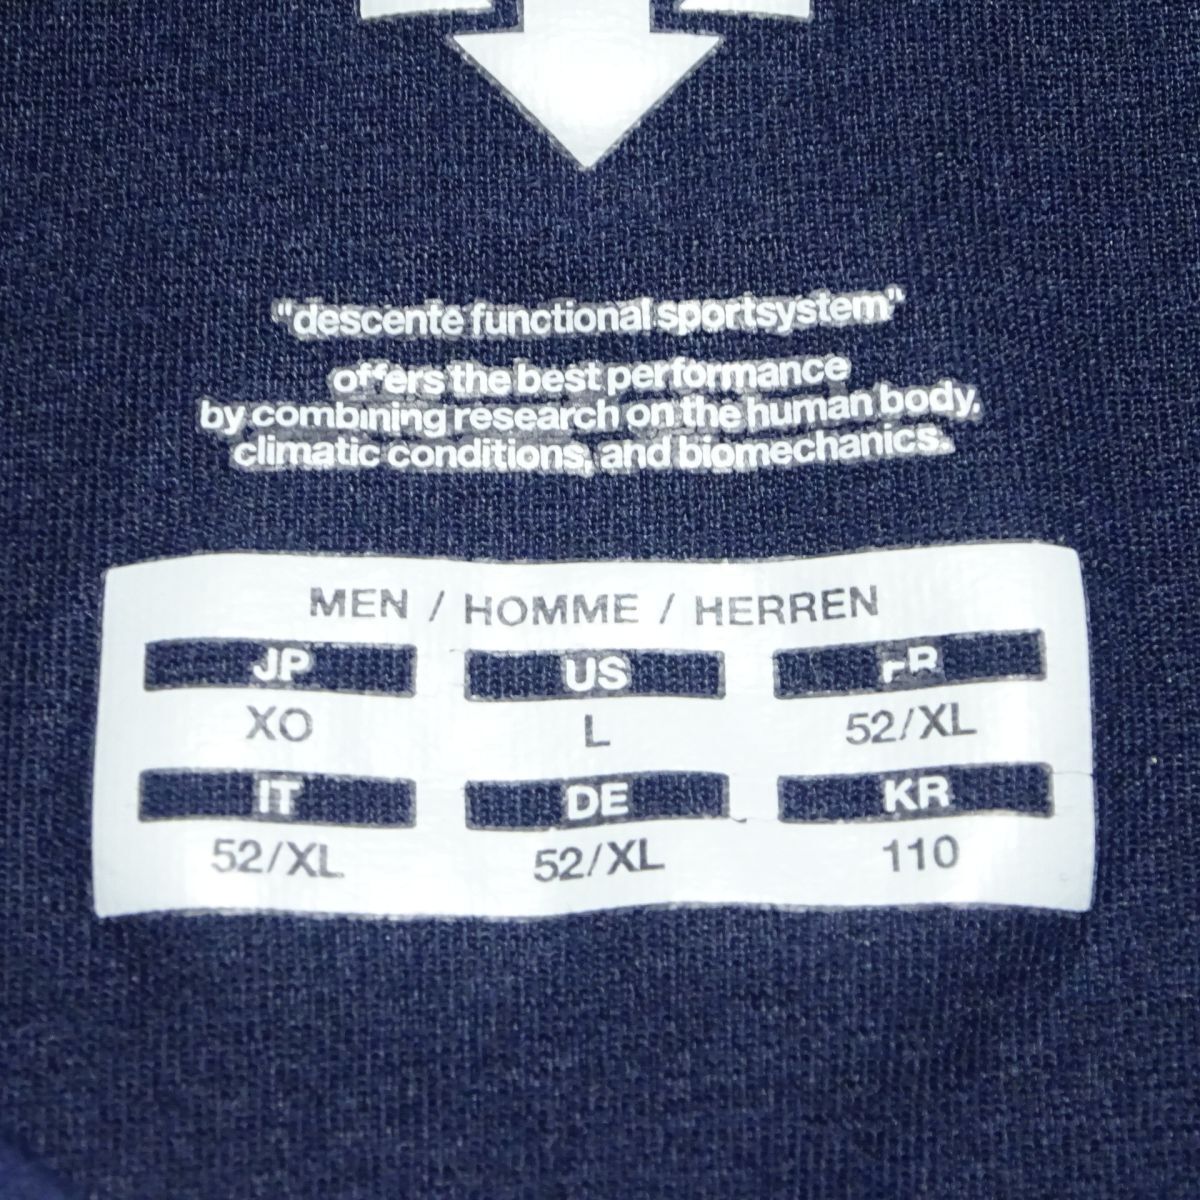 "descente functional sportsystem"
offers the best performance
by combining research on the human body,
climatic conditions, and biomechanics.
MEN / HOMME / HERREN
JP US FR
XO L 52/XL
IT DE KR
52/XL 52/XL 110